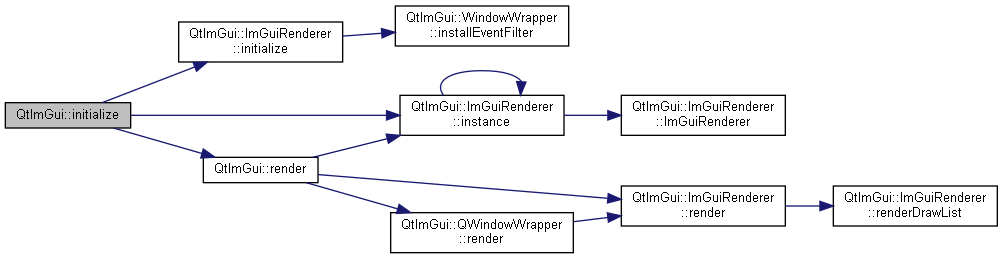 QtImGui::WindowWrapper
::installEventFilter
QtImGui::ImGuiRenderer
::initialize
QtImGui::initialize
QtImGui::ImGuiRenderer
::instance
QtImGui::ImGuiRenderer
::ImGuiRenderer
QtImGui::render
QtImGui::ImGuiRenderer
::render
QtImGui::ImGuiRenderer
::renderDrawList
QtImGui::QWindowWrapper
::render